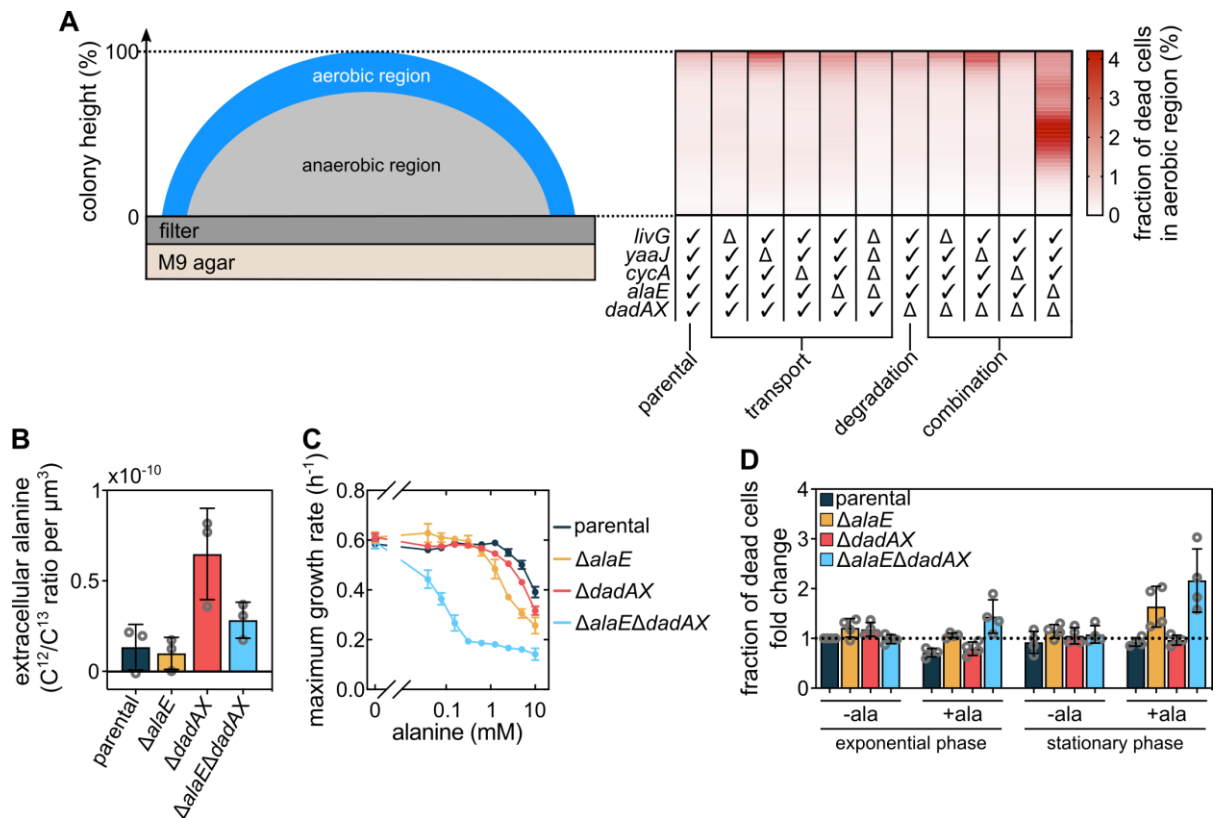 A
colony height (%)
100
0
aerobic region
anaerobic region
filter
M9 agar
livG ✓ Δ ✓ ✓ ✓ Δ ✓ Δ ✓ ✓ ✓
yaaJ ✓ ✓ Δ ✓ ✓ Δ ✓ ✓ Δ ✓ ✓
cycA ✓ ✓ ✓ Δ ✓ Δ ✓ ✓ ✓ Δ ✓
alaE ✓ ✓ ✓ ✓ Δ Δ ✓ ✓ ✓ ✓ Δ
dadAX ✓ ✓ ✓ ✓ ✓ ✓ Δ Δ Δ Δ Δ
parental
transport
degradation
combination
4
3
2
1
0
fraction of dead cells
in aerobic region (%)
B
x10⁻¹⁰
extracellular alanine
(C¹²/C¹³ ratio per μm³)
1
0.5
0
parental
ΔalaE
ΔdadAX
ΔalaEΔdadAX
C
maximum growth rate (h⁻¹)
0.8
0.6
0.4
0.2
0.0
0 0.1 1 10
alanine (mM)
parental
ΔalaE
ΔdadAX
ΔalaEΔdadAX
D
fraction of dead cells
fold change
4
3
2
1
0
parental
ΔalaE
ΔdadAX
ΔalaEΔdadAX
-ala +ala -ala +ala
exponential phase stationary phase